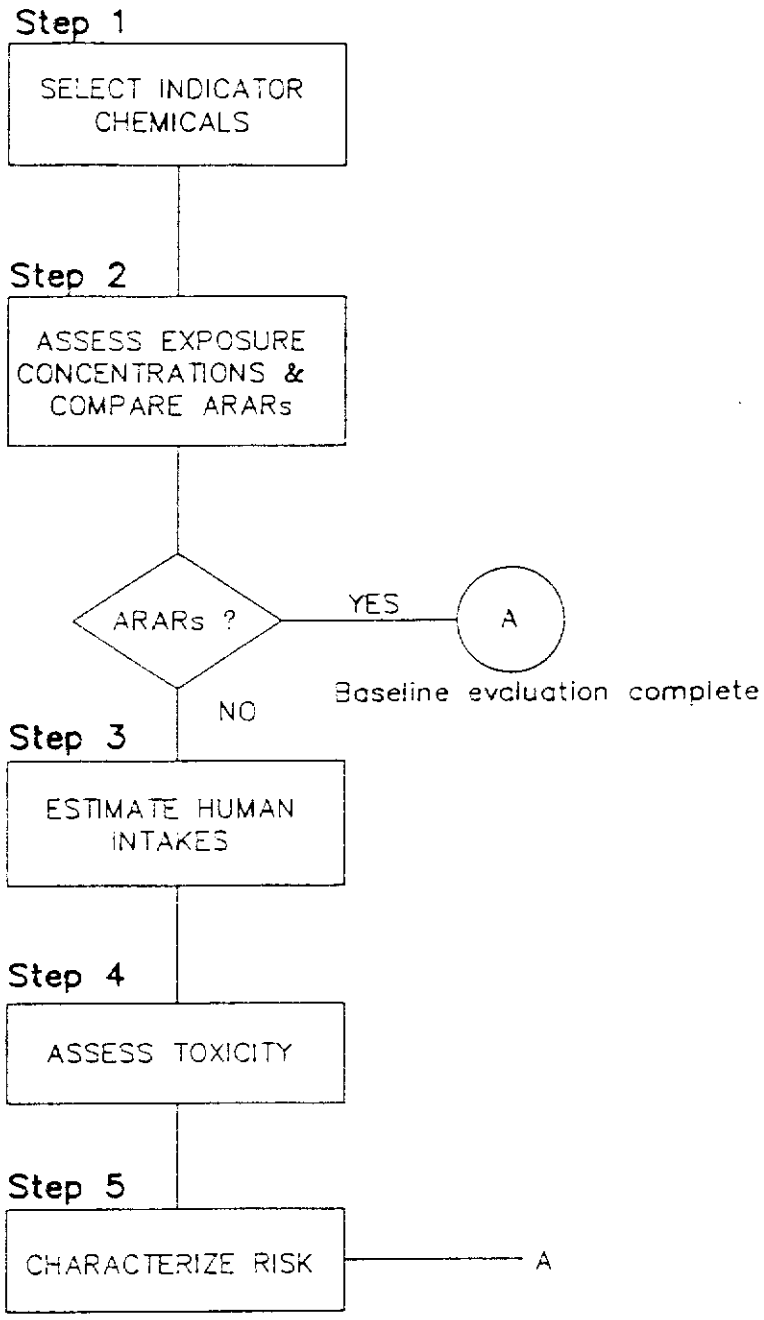 Step 1
SELECT INDICATOR
CHEMICALS
Step 2
ASSESS EXPOSURE
CONCENTRATIONS &
COMPARE ARARs
ARARs ?
YES
A
Baseline evaluation complete
NO
Step 3
ESTIMATE HUMAN
INTAKES
Step 4
ASSESS TOXICITY
Step 5
CHARACTERIZE RISK
A